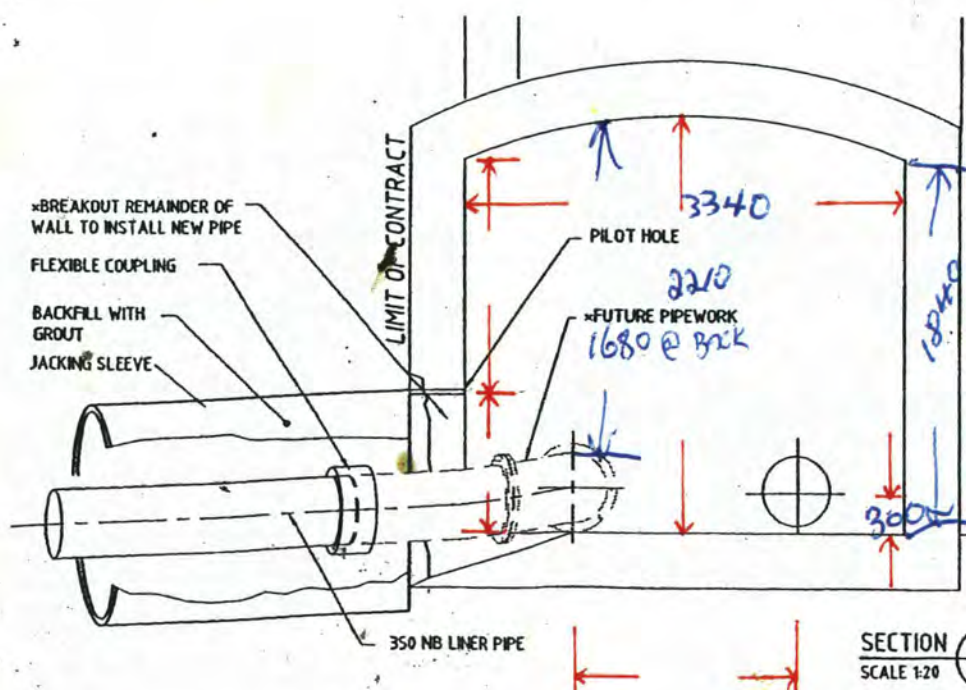 LIMIT OF CONTRACT
×BREAKOUT REMAINDER OF
WALL TO INSTALL NEW PIPE
FLEXIBLE COUPLING
BACKFILL WITH
GROUT
JACKING SLEEVE
3340
PILOT HOLE
2210
×FUTURE PIPEWORK
1680 @ BRICK
300
350 NB LINER PIPE
SECTION
SCALE 1:20